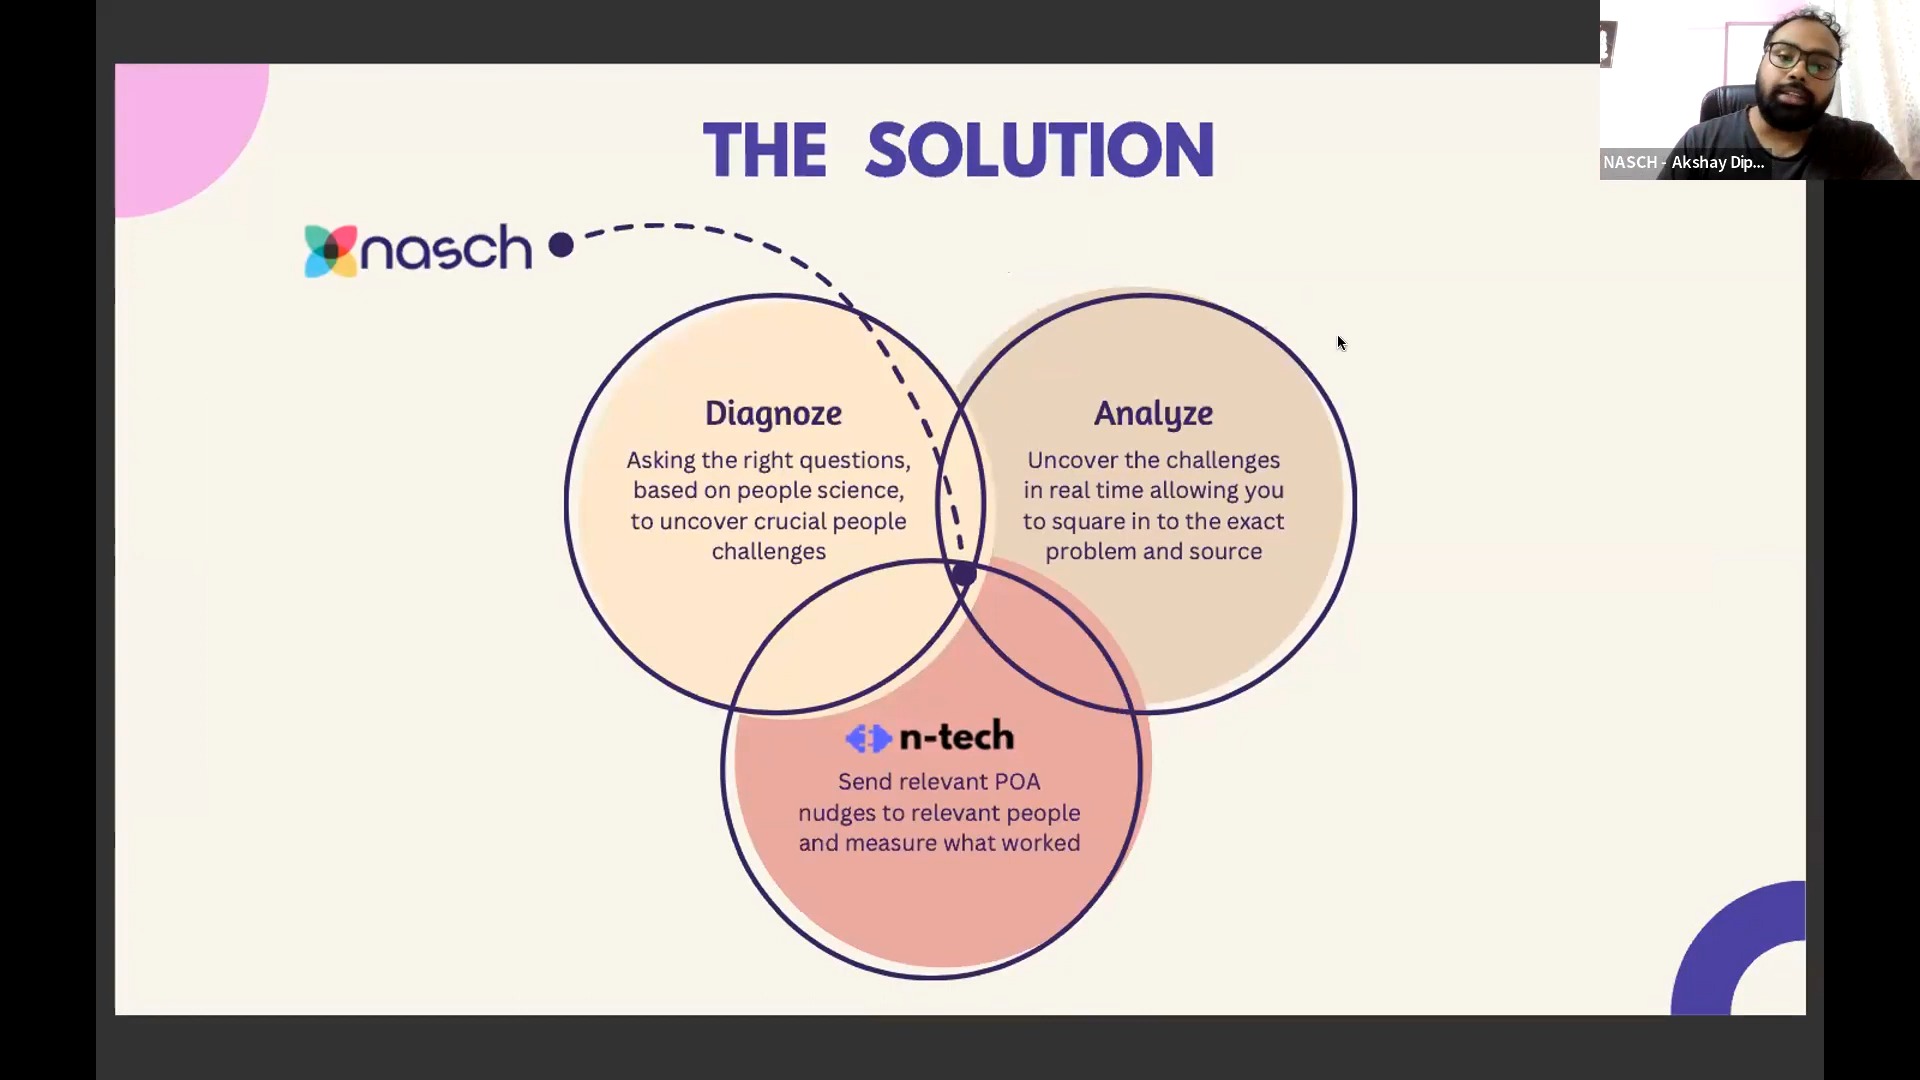 THE SOLUTION
NASCH - Akshay Dip...
nasch
Diagnoze
Asking the right questions,
based on people science,
to uncover crucial people
challenges
Analyze
Uncover the challenges
in real time allowing you
to square in to the exact
problem and source
n-tech
Send relevant POA
nudges to relevant people
and measure what worked